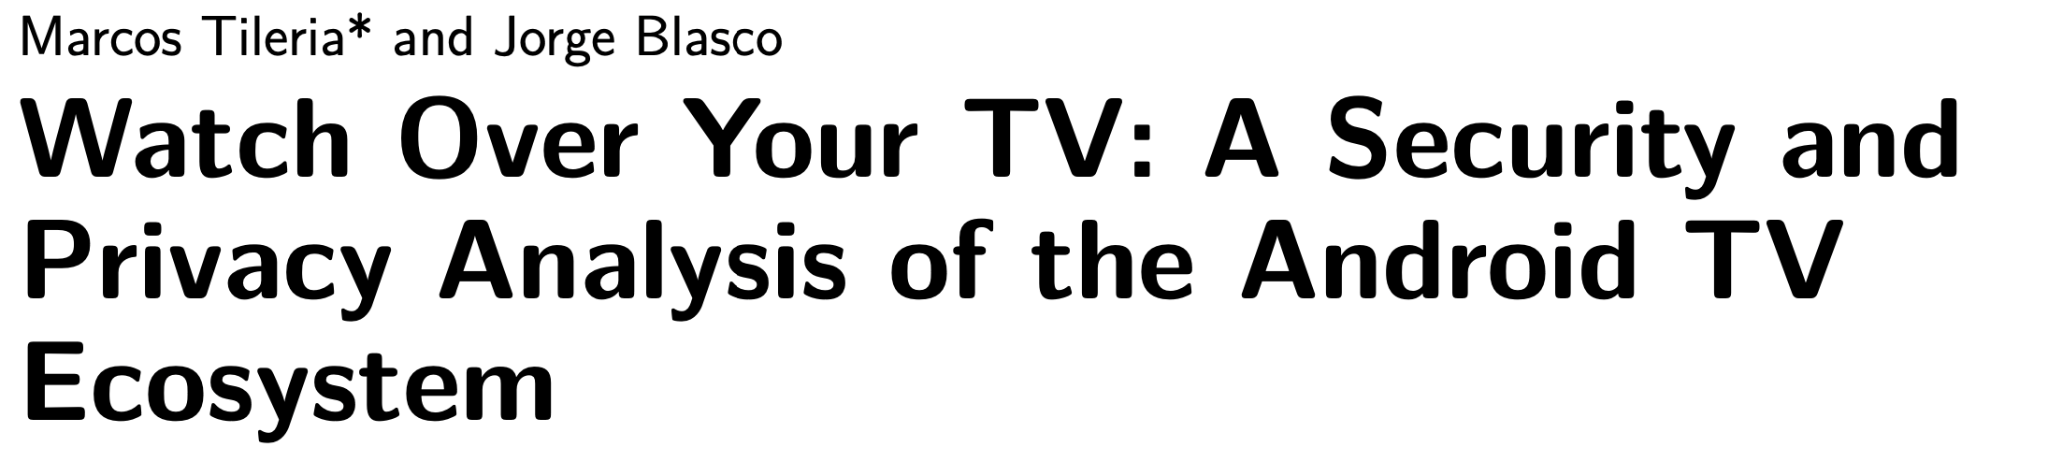 Marcos Tileria* and Jorge Blasco
Watch Over Your TV: A Security and
Privacy Analysis of the Android TV
Ecosystem